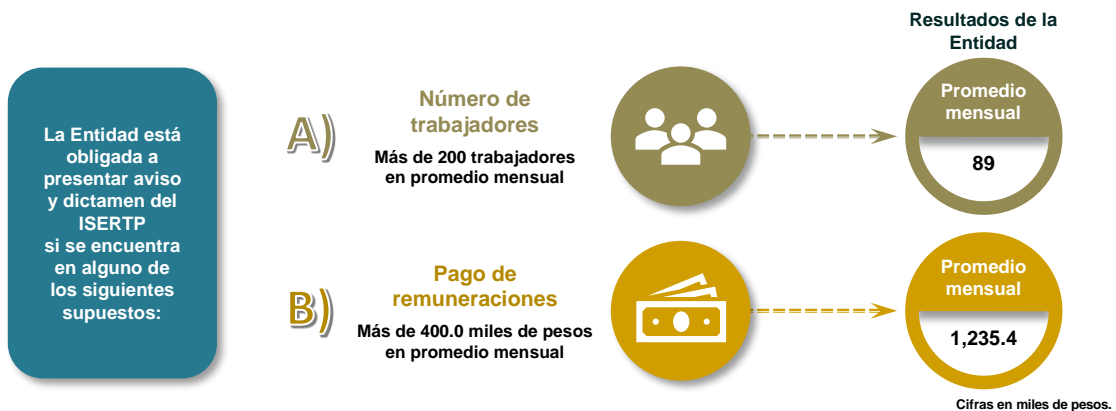 La Entidad está
obligada a
presentar aviso
y dictamen del
ISERTP
si se encuentra
en alguno de
los siguientes
supuestos:
A)
Número de
trabajadores
Más de 200 trabajadores
en promedio mensual
Resultados de la
Entidad
Promedio
mensual
89
B)
Pago de
remuneraciones
Más de 400.0 miles de pesos
en promedio mensual
Promedio
mensual
1,235.4
Cifras en miles de pesos.